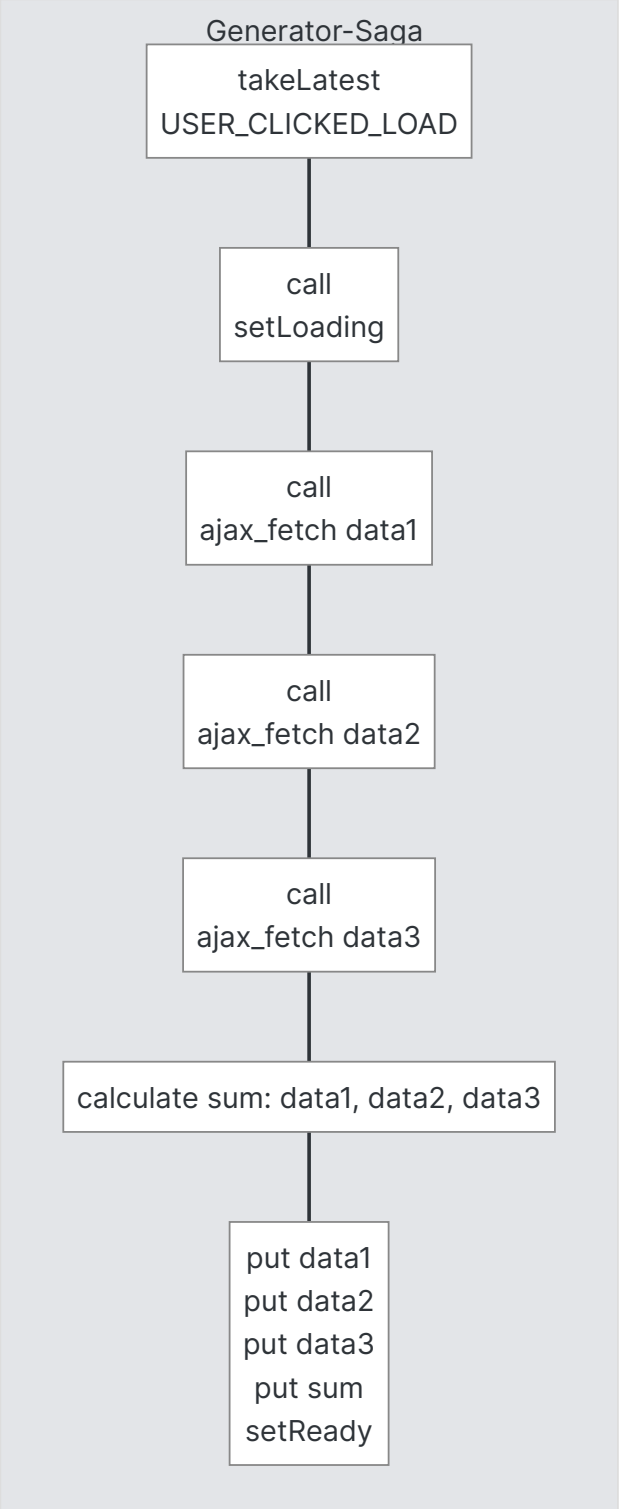 Generator-Saga
takeLatest
USER_CLICKED_LOAD
call
setLoading
call
ajax_fetch data1
call
ajax_fetch data2
call
ajax_fetch data3
calculate sum: data1, data2, data3
put data1
put data2
put data3
put sum
setReady